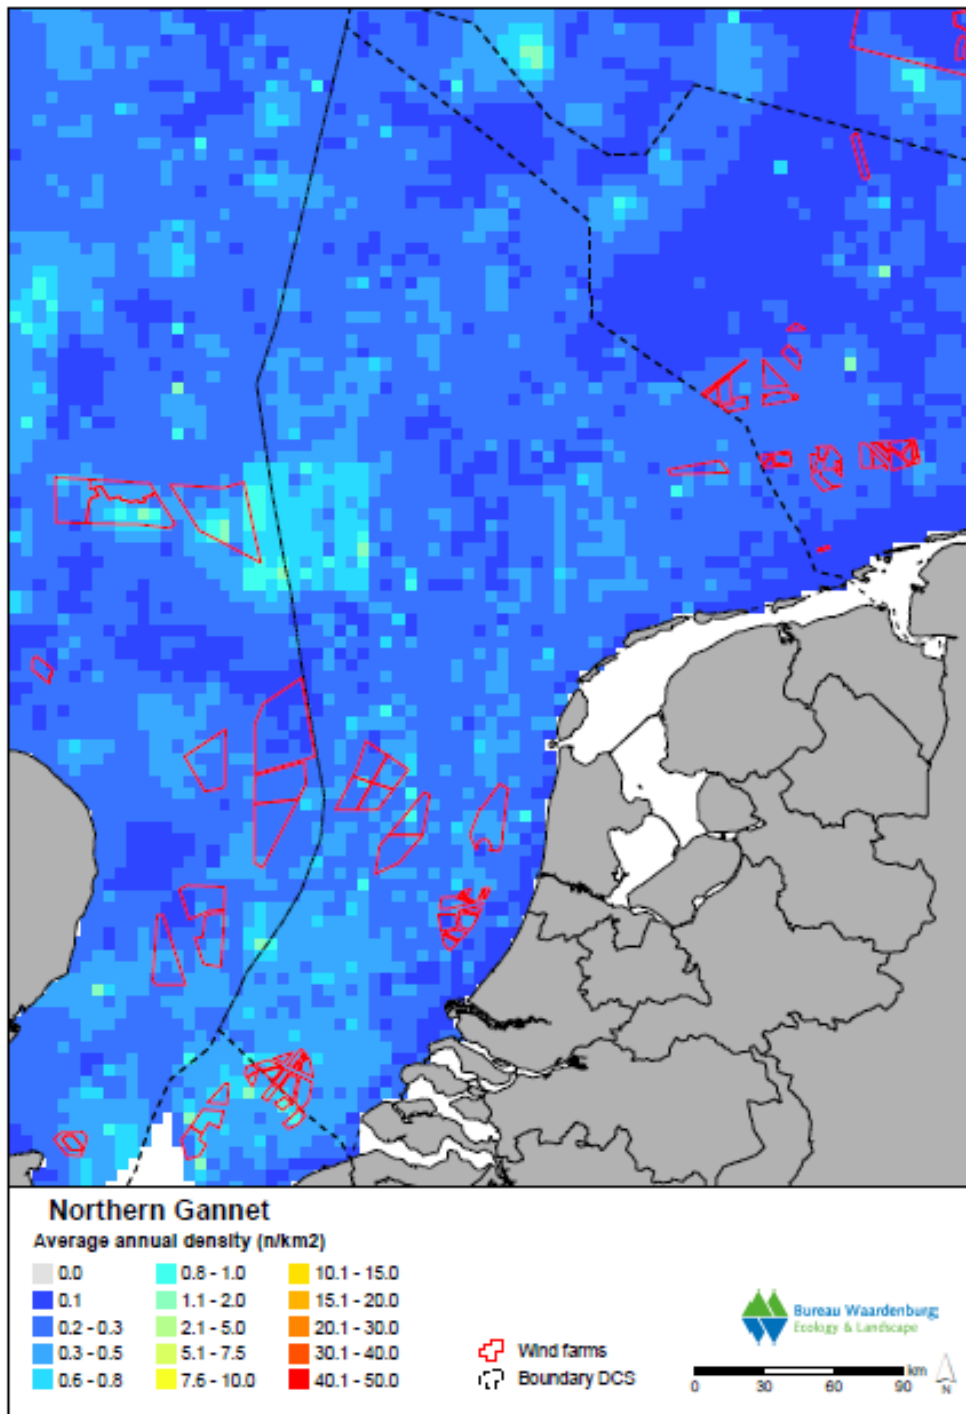 Northern Gannet
Average annual density (n/km2)
0.0
0.1
0.2 - 0.3
0.3 - 0.5
0.6 - 0.8
0.8 - 1.0
1.1 - 2.0
2.1 - 5.0
5.1 - 7.5
7.6 - 10.0
10.1 - 15.0
15.1 - 20.0
20.1 - 30.0
30.1 - 40.0
40.1 - 50.0
Wind farms
Boundary DCS
Bureau Waardenburg
Ecology & Landscape
km
0 30 60 90
N